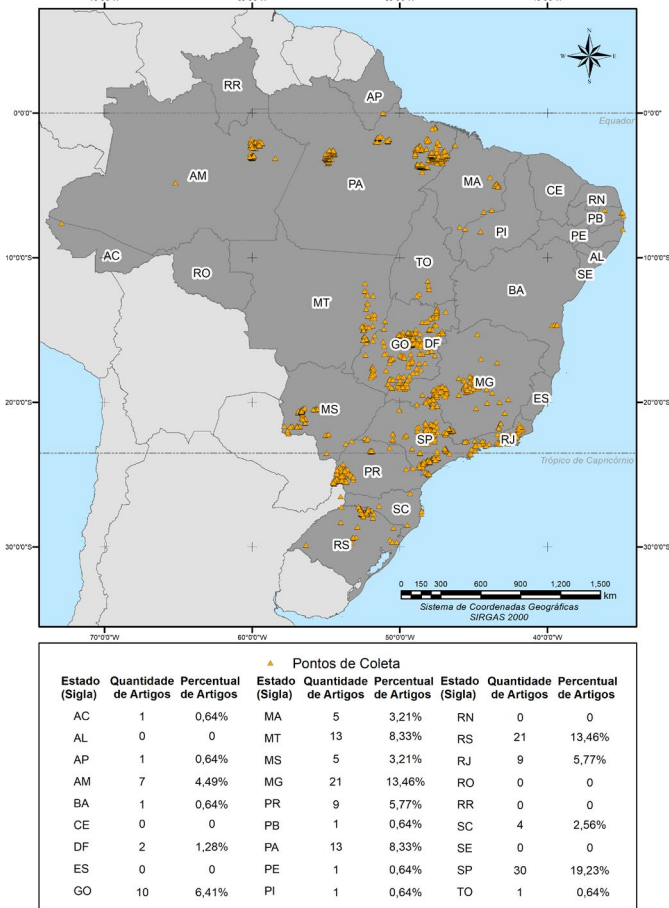 N
W
E
S
RR
AP
0°0'0"
0°0'0"
Equador
AM
PA
MA
CE
RN
PB
PI
PE
AL
SE
AC
RO
TO
BA
10°0'0"S
10°0'0"S
MT
GO
DF
MG
ES
MS
20°0'0"S
20°0'0"S
SP
RJ
Trópico de Capricórnio
PR
SC
RS
30°0'0"S
30°0'0"S
0 150 300 600 900 1,200 1,500
km
Sistema de Coordenadas Geográficas
SIRGAS 2000
70°0'0"W 60°0'0"W 50°0'0"W 40°0'0"W
Pontos de Coleta
Estado Quantidade Percentual Estado Quantidade Percentual Estado Quantidade Percentual
(Sigla) de Artigos de Artigos (Sigla) de Artigos de Artigos (Sigla) de Artigos de Artigos
AC 1 0,64% MA 5 3,21% RN 0 0
AL 0 0 MT 13 8,33% RS 21 13,46%
AP 1 0,64% MS 5 3,21% RJ 9 5,77%
AM 7 4,49% MG 21 13,46% RO 0 0
BA 1 0,64% PR 9 5,77% RR 0 0
CE 0 0 PB 1 0,64% SC 4 2,56%
DF 2 1,28% PA 13 8,33% SE 0 0
ES 0 0 PE 1 0,64% SP 30 19,23%
GO 10 6,41% PI 1 0,64% TO 1 0,64%